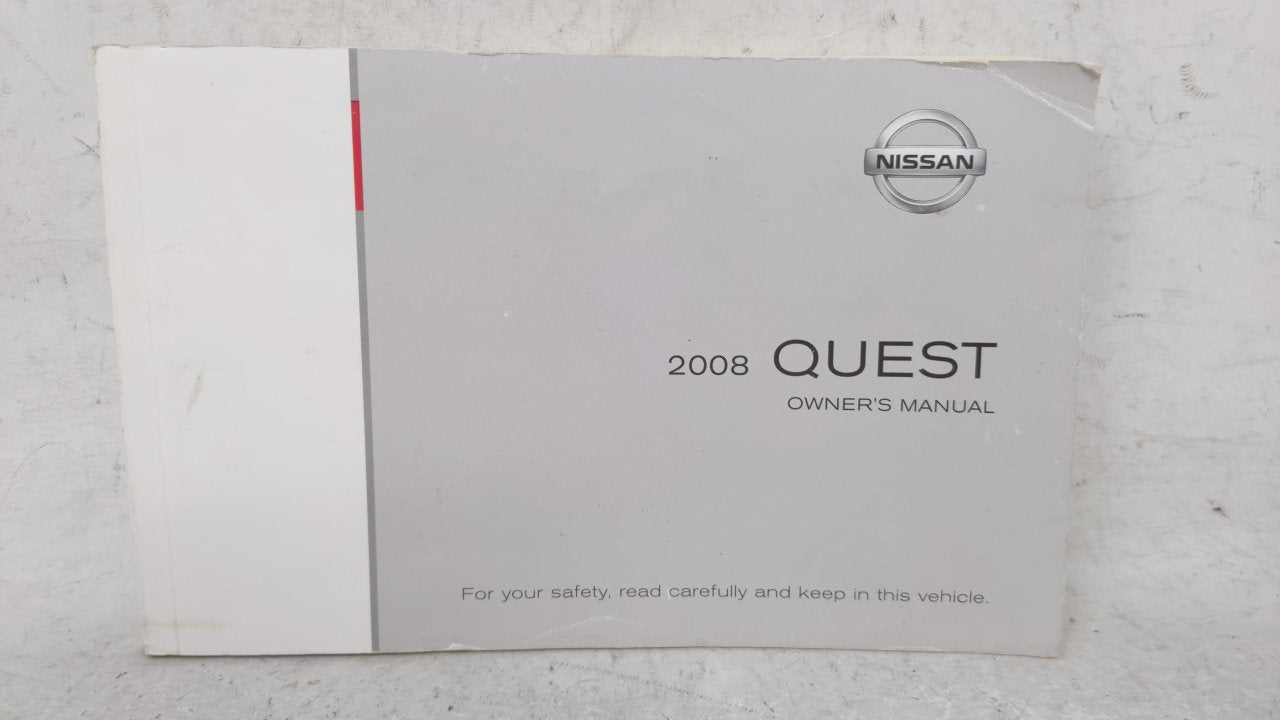 NISSAN
2008 QUEST
OWNER'S MANUAL
For your safety, read carefully and keep in this vehicle.